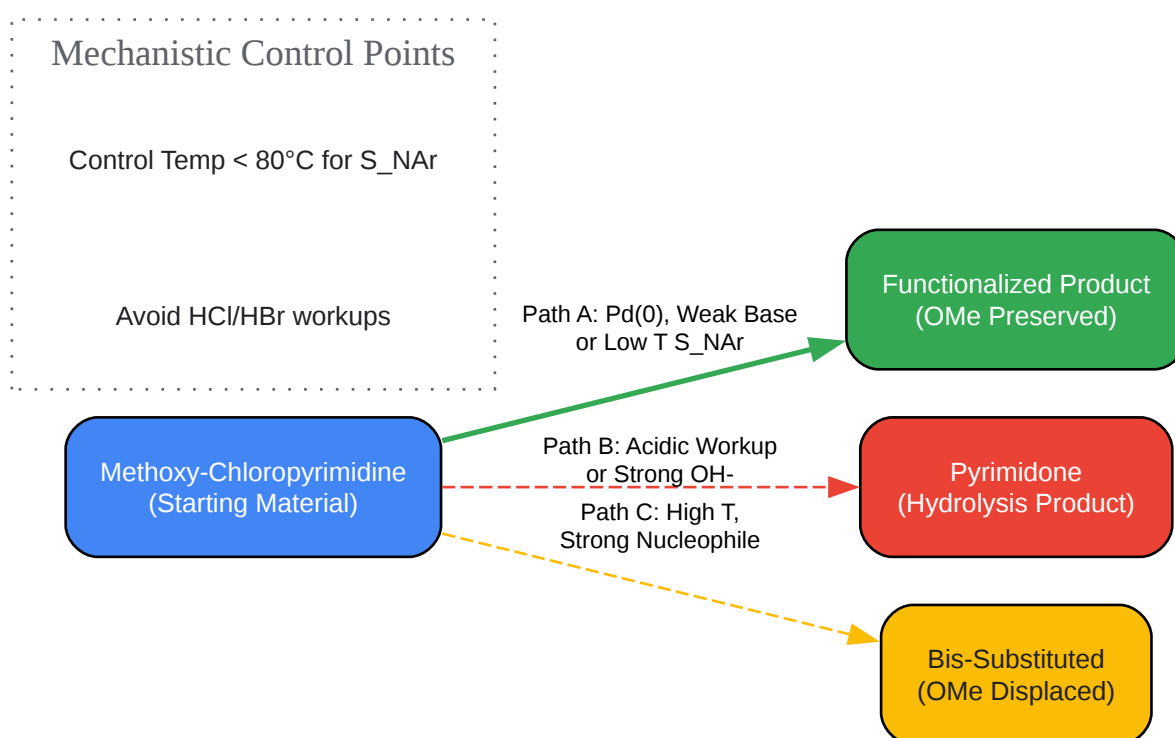 Mechanistic Control Points
Control Temp < 80°C for S_NAr
Avoid HCl/HBr workups
Path A: Pd(0), Weak Base
or Low T S_NAr
Functionalized Product
(OMe Preserved)
Methoxy-Chloropyrimidine
(Starting Material)
Path B: Acidic Workup
or Strong OH-
Pyrimidone
(Hydrolysis Product)
Path C: High T,
Strong Nucleophile
Bis-Substituted
(OMe Displaced)